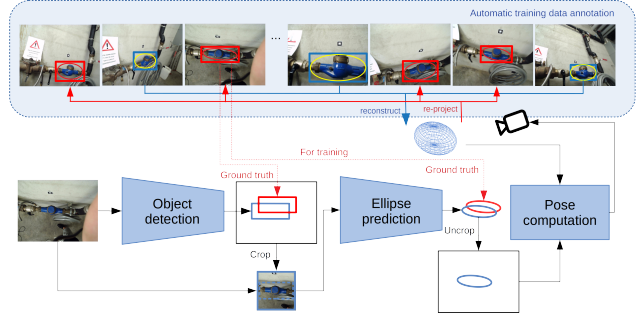 Automatic training data annotation
...
reconstruct
re-project
For training
Ground truth
Ground truth
Object
detection
Ellipse
prediction
Pose
computation
Uncrop
Crop